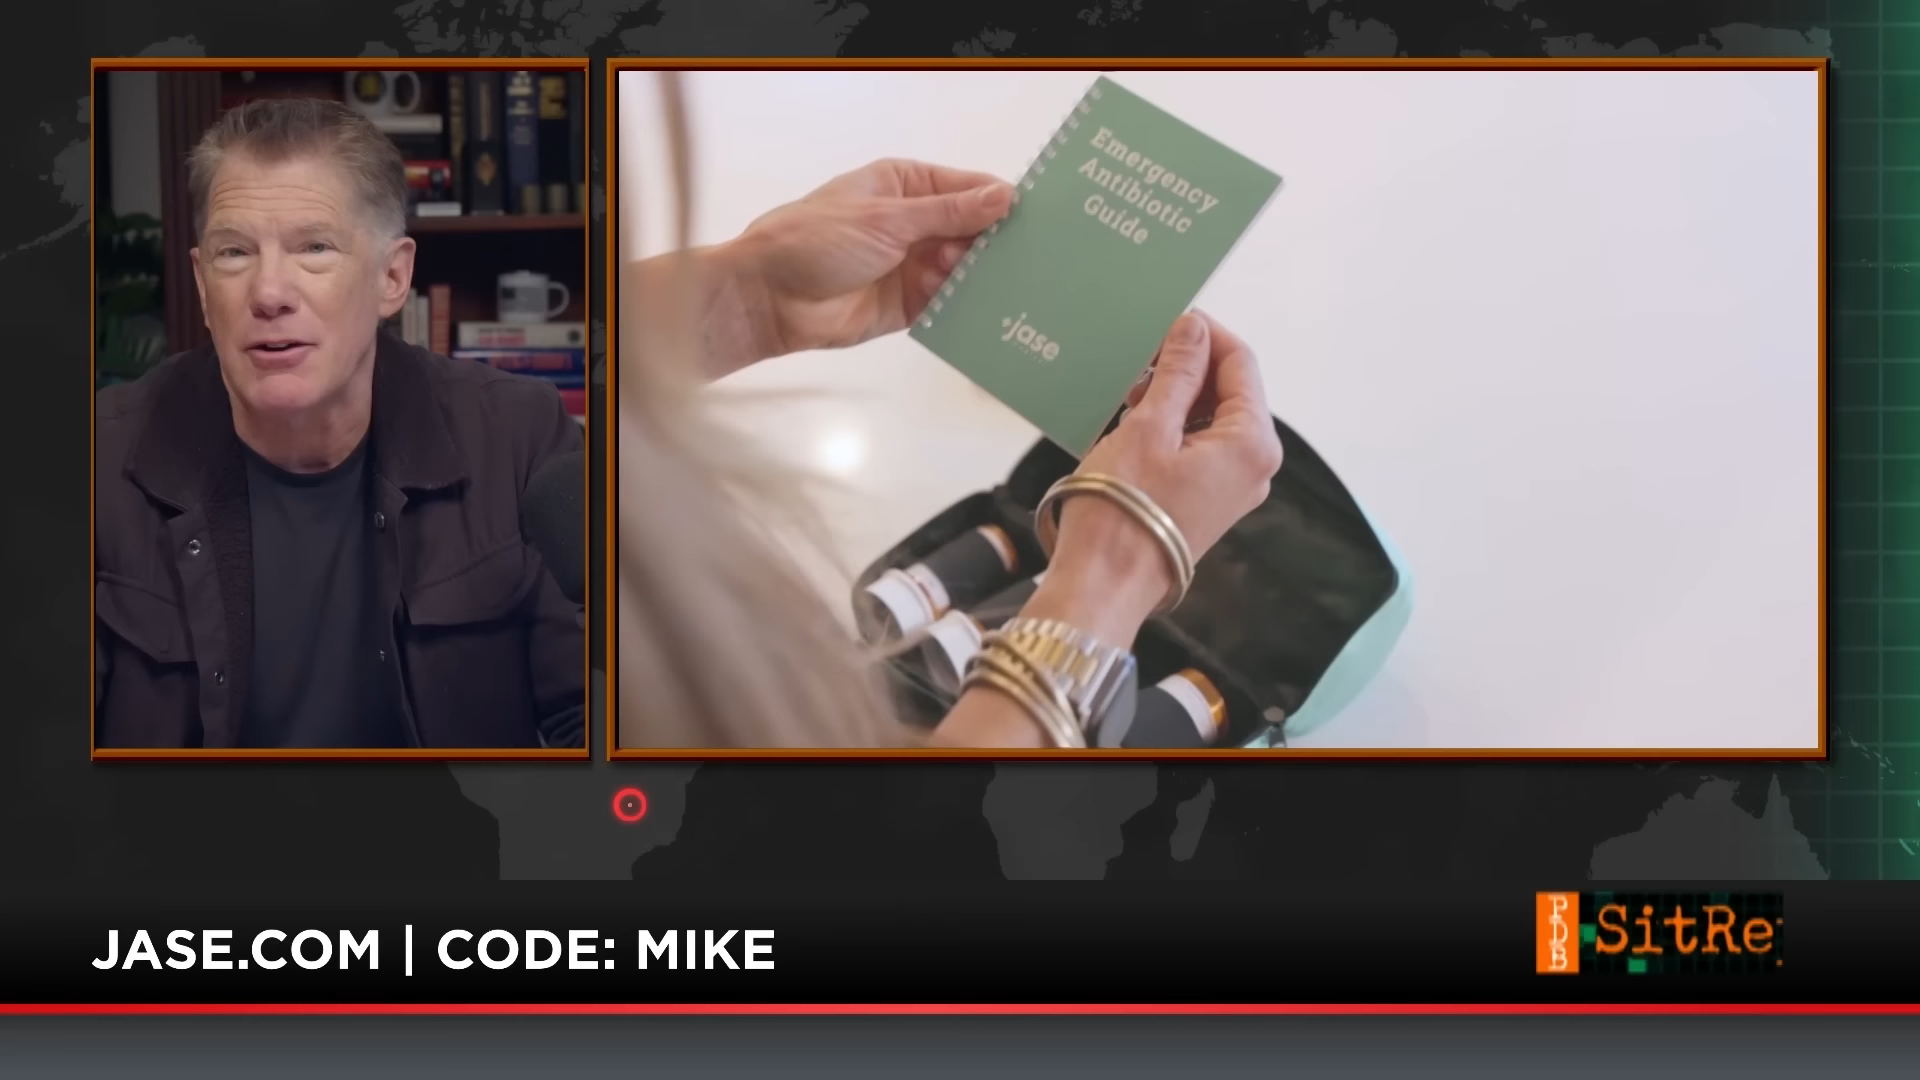 Emergency
Antibiotic
Guide
+jase
JASE.COM | CODE: MIKE
PDB
SitRe